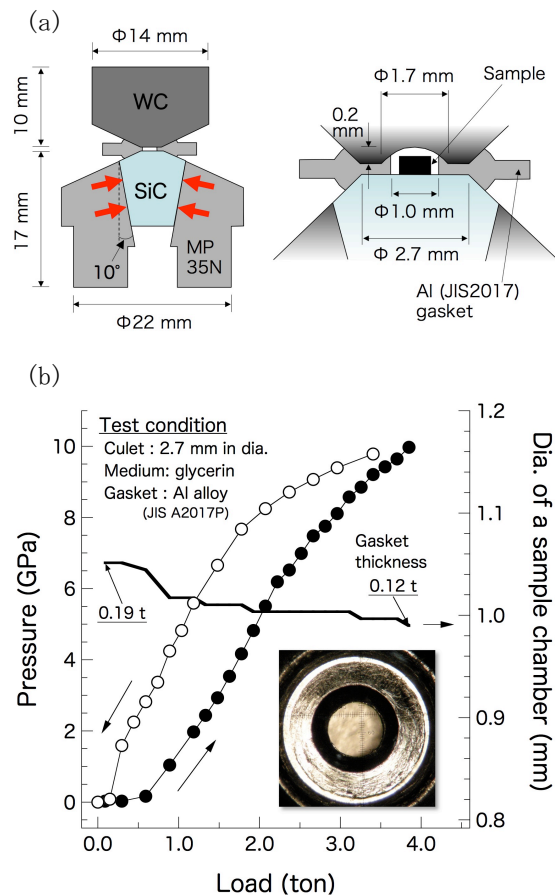 (a)
Φ14 mm
10 mm
WC
17 mm
SiC
10°
MP
35N
Φ22 mm
Sample
Φ1.7 mm
0.2
mm
Φ1.0 mm
Φ 2.7 mm
Al (JIS2017)
gasket
(b)
Test condition
Culet : 2.7 mm in dia.
Medium: glycerin
Gasket : Al alloy
(JIS A2017P)
Gasket
thickness
0.12 t
0.19 t
Pressure (GPa)
10
8
6
4
2
0
Dia. of a sample chamber (mm)
1.2
1.1
1.0
0.9
0.8
0.0
1.0
2.0
3.0
4.0
Load (ton)